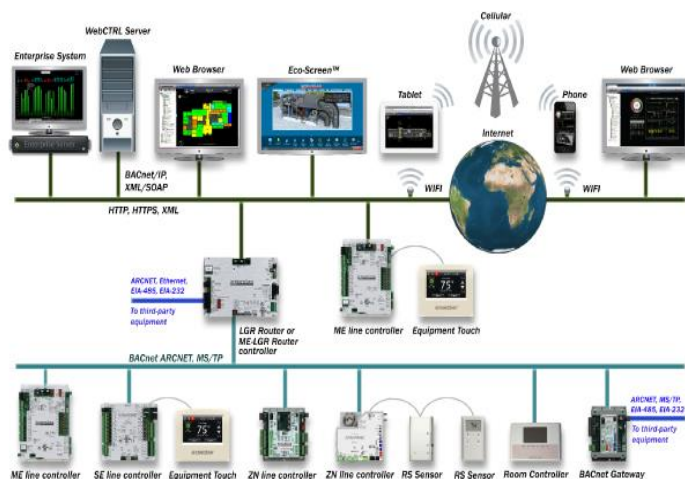 Cellular
WebCTRL Server
Enterprise System
Web Browser
Eco-Screen™
Tablet
Phone
Web Browser
Internet
Enterprise Server
BACnet/IP,
XML/SOAP
WIFI
WIFI
HTTP, HTTPS, XML
ARCNET, Ethernet,
EIA-485, EIA-232
To third-party
equipment
LGR Router or
ME-LGR Router
controller
ME line controller
Equipment Touch
75°
BACnet ARCNET, MS/TP
ARCNET, MS/TP,
EIA-485, EIA-232
To third-party
equipment
75°
ME line controller
SE line controller
Equipment Touch
ZN line controller
ZN line controller
RS Sensor
RS Sensor
Room Controller
BACnet Gateway